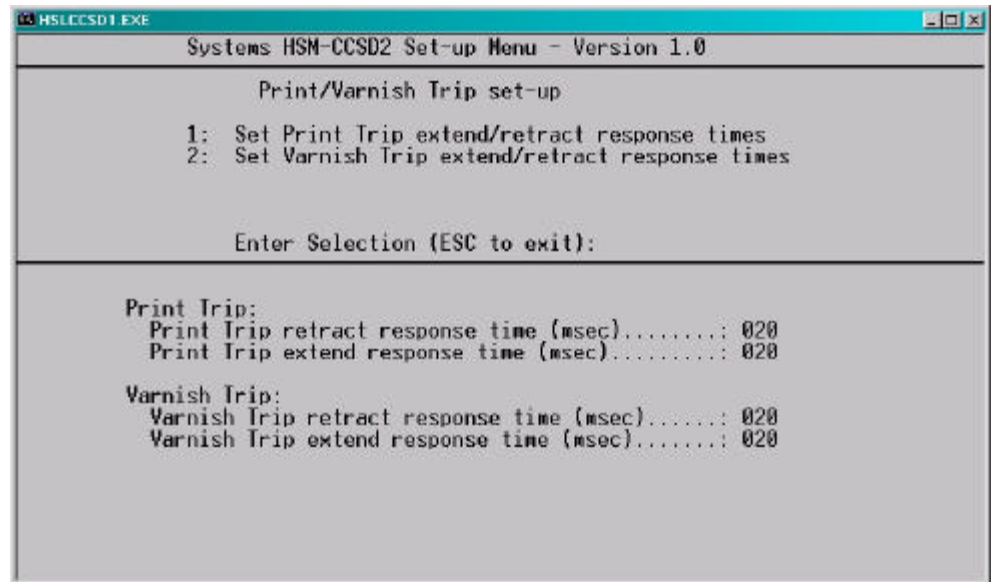 HSLCCSD1.EXE
Systems HSM-CCSD2 Set-up Menu - Version 1.0
Print/Varnish Trip set-up
1: Set Print Trip extend/retract response times
2: Set Varnish Trip extend/retract response times
Enter Selection (ESC to exit):
Print Trip:
Print Trip retract response time (msec)........: 020
Print Trip extend response time (msec).........: 020
Varnish Trip:
Varnish Trip retract response time (msec)......: 020
Varnish Trip extend response time (msec).......: 020